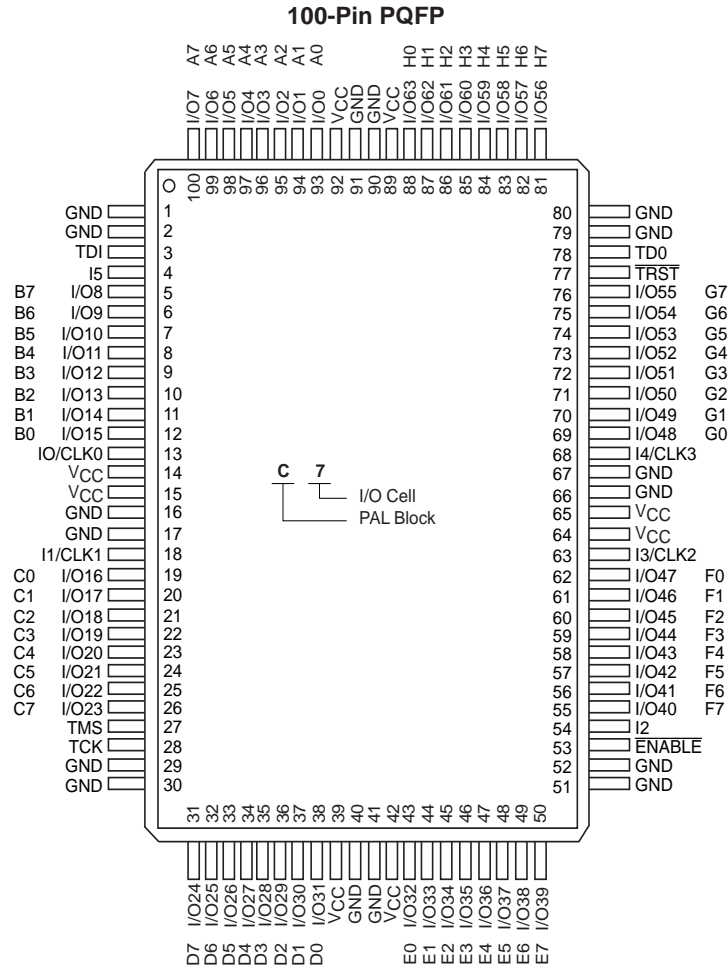 100-Pin PQFP
A7 A6 A5 A4 A3 A2 A1 A0 H0 H1 H2 H3 H4 H5 H6 H7
I/O7 I/O6 I/O5 I/O4 I/O3 I/O2 I/O1 I/O0 VCC GND GND VCC I/O63 I/O62 I/O61 I/O60 I/O59 I/O58 I/O57 I/O56
100 99 98 97 96 95 94 93 92 91 90 89 88 87 86 85 84 83 82 81
GND 1 80 GND
GND 2 79 GND
TDI 3 78 TD0
I5 4 77 TRST
B7 I/O8 5 76 I/O55 G7
B6 I/O9 6 75 I/O54 G6
B5 I/O10 7 74 I/O53 G5
B4 I/O11 8 73 I/O52 G4
B3 I/O12 9 72 I/O51 G3
B2 I/O13 10 71 I/O50 G2
B1 I/O14 11 70 I/O49 G1
B0 I/O15 12 69 I/O48 G0
IO/CLK0 13 68 I4/CLK3
VCC 14 67 GND
VCC 15 66 GND
GND 16 65 VCC
GND 17 64 VCC
I1/CLK1 18 63 I3/CLK2
C 7
I/O Cell
PAL Block
C0 I/O16 19 62 I/O47 F0
C1 I/O17 20 61 I/O46 F1
C2 I/O18 21 60 I/O45 F2
C3 I/O19 22 59 I/O44 F3
C4 I/O20 23 58 I/O43 F4
C5 I/O21 24 57 I/O42 F5
C6 I/O22 25 56 I/O41 F6
C7 I/O23 26 55 I/O40 F7
TMS 27 54 I2
TCK 28 53 ENABLE
GND 29 52 GND
GND 30 51 GND
31 32 33 34 35 36 37 38 39 40 41 42 43 44 45 46 47 48 49 50
I/O24 I/O25 I/O26 I/O27 I/O28 I/O29 I/O30 I/O31 VCC GND GND VCC I/O32 I/O33 I/O34 I/O35 I/O36 I/O37 I/O38 I/O39
D7 D6 D5 D4 D3 D2 D1 D0 E0 E1 E2 E3 E4 E5 E6 E7